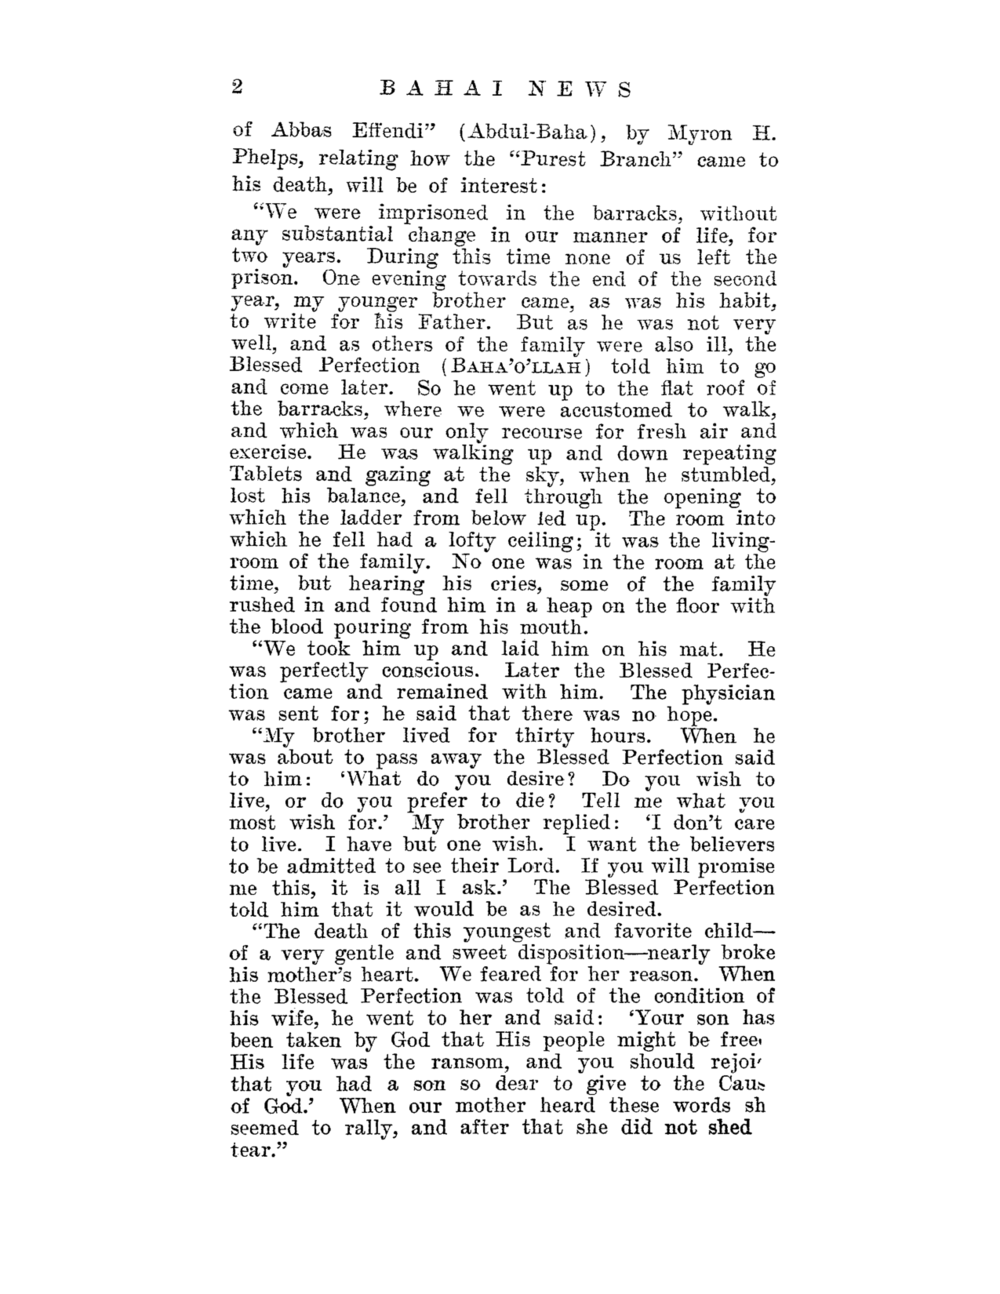 2 BAHAI NEWS
of Abbas Effendi” (Abdul-Baha), by Myron H.
Phelps, relating how the “Purest Branch” came to
his death, will be of interest:
“We were imprisoned in the barracks, without
any substantial change in our manner of life, for
two years. During this time none of us left the
prison. One evening towards the end of the second
year, my younger brother came, as was his habit,
to write for his Father. But as he was not very
well, and as others of the family were also ill, the
Blessed Perfection (BAHA’O’LLAH) told him to go
and come later. So he went up to the flat roof of
the barracks, where we were accustomed to walk,
and which was our only recourse for fresh air and
exercise. He was walking up and down repeating
Tablets and gazing at the sky, when he stumbled,
lost his balance, and fell through the opening to
which the ladder from below led up. The room into
which he fell had a lofty ceiling; it was the living-
room of the family. No one was in the room at the
time, but hearing his cries, some of the family
rushed in and found him in a heap on the floor with
the blood pouring from his mouth.
“We took him up and laid him on his mat. He
was perfectly conscious. Later the Blessed Perfec-
tion came and remained with him. The physician
was sent for; he said that there was no hope.
“My brother lived for thirty hours. When he
was about to pass away the Blessed Perfection said
to him: ‘What do you desire? Do you wish to
live, or do you prefer to die? Tell me what you
most wish for.’ My brother replied: ‘I don’t care
to live. I have but one wish. I want the believers
to be admitted to see their Lord. If you will promise
me this, it is all I ask.’ The Blessed Perfection
told him that it would be as he desired.
“The death of this youngest and favorite child—
of a very gentle and sweet disposition—nearly broke
his mother’s heart. We feared for her reason. When
the Blessed Perfection was told of the condition of
his wife, he went to her and said: ‘Your son has
been taken by God that His people might be free
His life was the ransom, and you should rejoi
that you had a son so dear to give to the Caus
of God.’ When our mother heard these words sh
seemed to rally, and after that she did not shed
tear.”